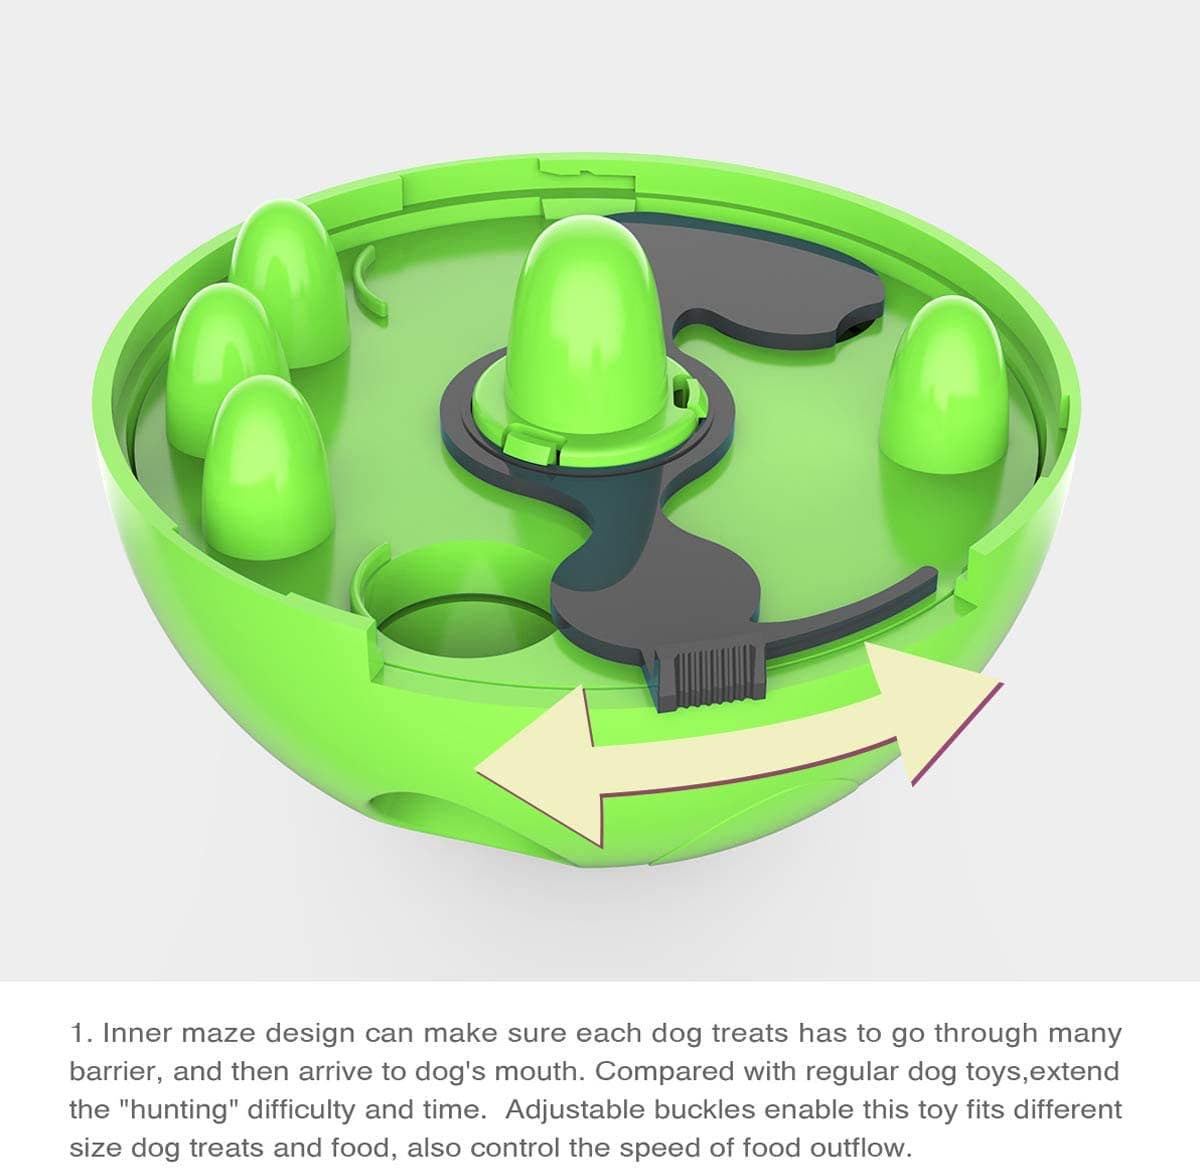 1. Inner maze design can make sure each dog treats has to go through many
barrier, and then arrive to dog's mouth. Compared with regular dog toys,extend
the "hunting" difficulty and time.  Adjustable buckles enable this toy fits different
size dog treats and food, also control the speed of food outflow.